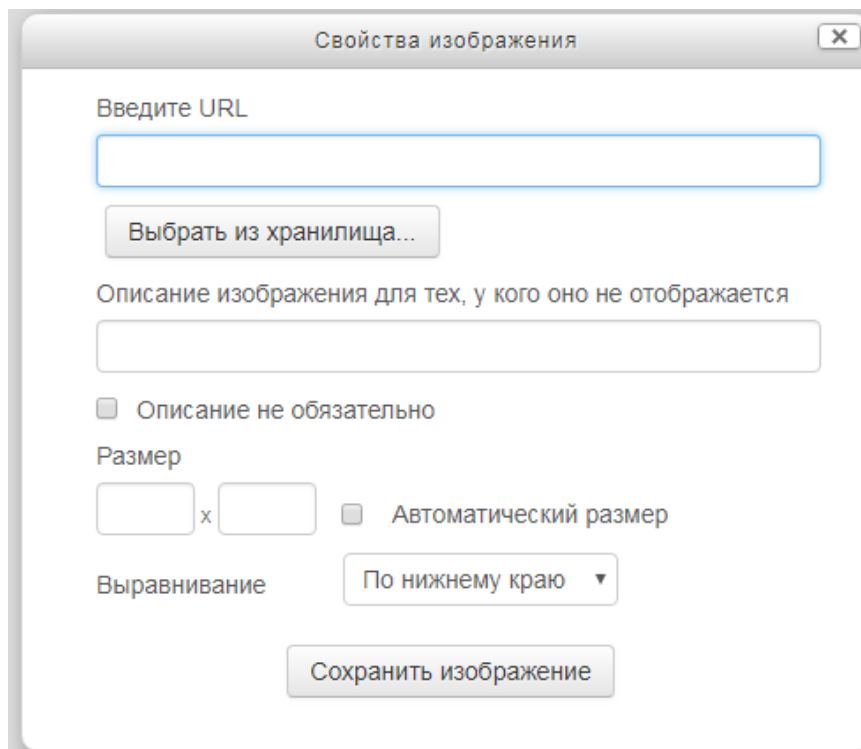 Свойства изображения
Введите URL
Выбрать из хранилища...
Описание изображения для тех, у кого оно не отображается
Описание не обязательно
Размер
x Автоматический размер
Выравнивание По нижнему краю
Сохранить изображение